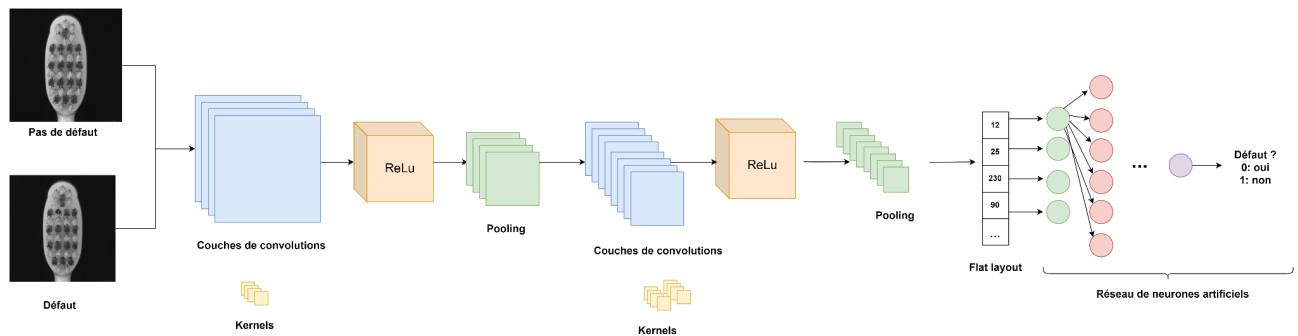 Pas de défaut
Défaut
Couches de convolutions
Kernels
ReLu
Pooling
Couches de convolutions
Kernels
ReLu
Pooling
12
25
230
90
...
Flat layout
...
Défaut ?
0: oui
1: non
Réseau de neurones artificiels